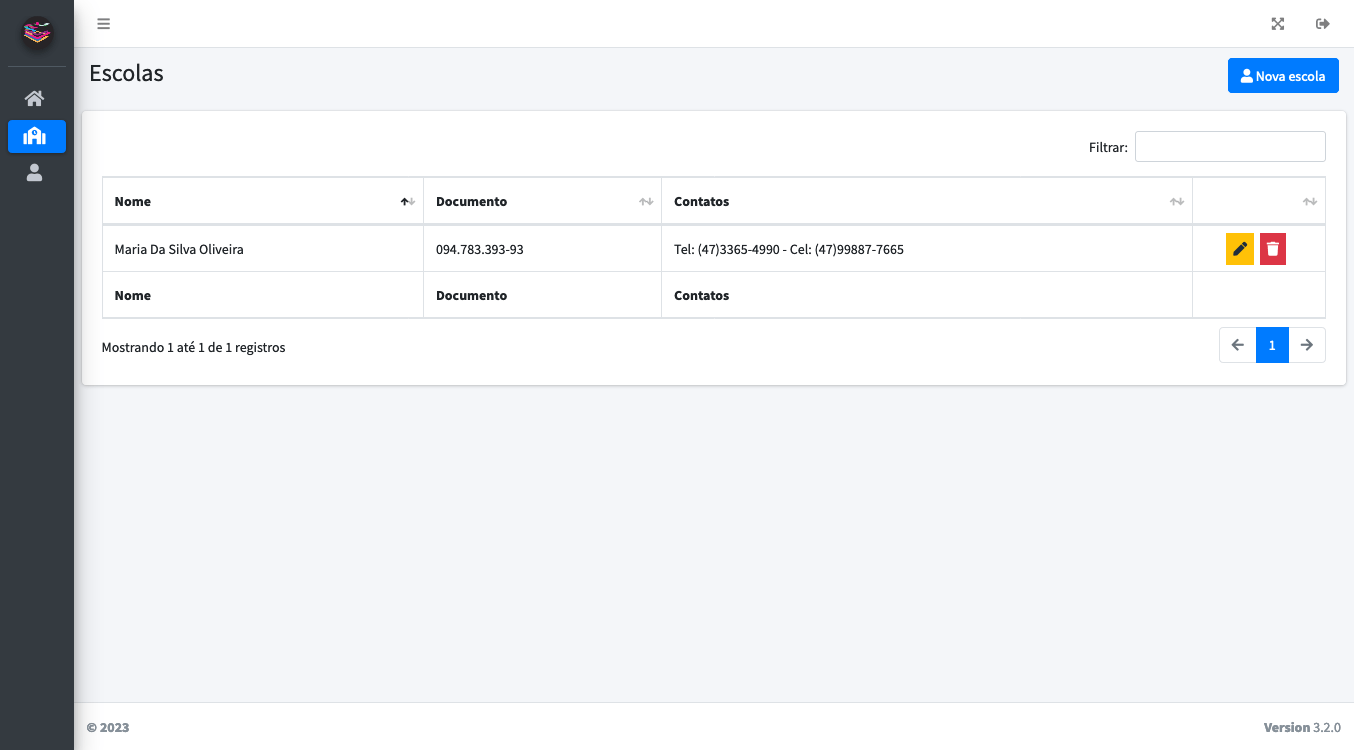 Escolas
Nova escola
Filtrar:
Nome Documento Contatos
Maria Da Silva Oliveira 094.783.393-93 Tel: (47)3365-4990 - Cel: (47)99887-7665
Nome Documento Contatos
Mostrando 1 até 1 de 1 registros
1
© 2023
Version 3.2.0